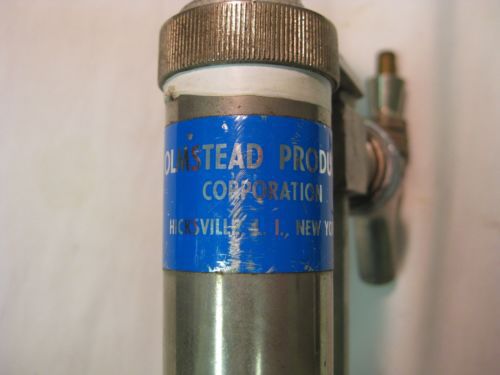 OLMSTEAD PRODU
CORPORATION
HICKSVILLE, L. I., NEW YO